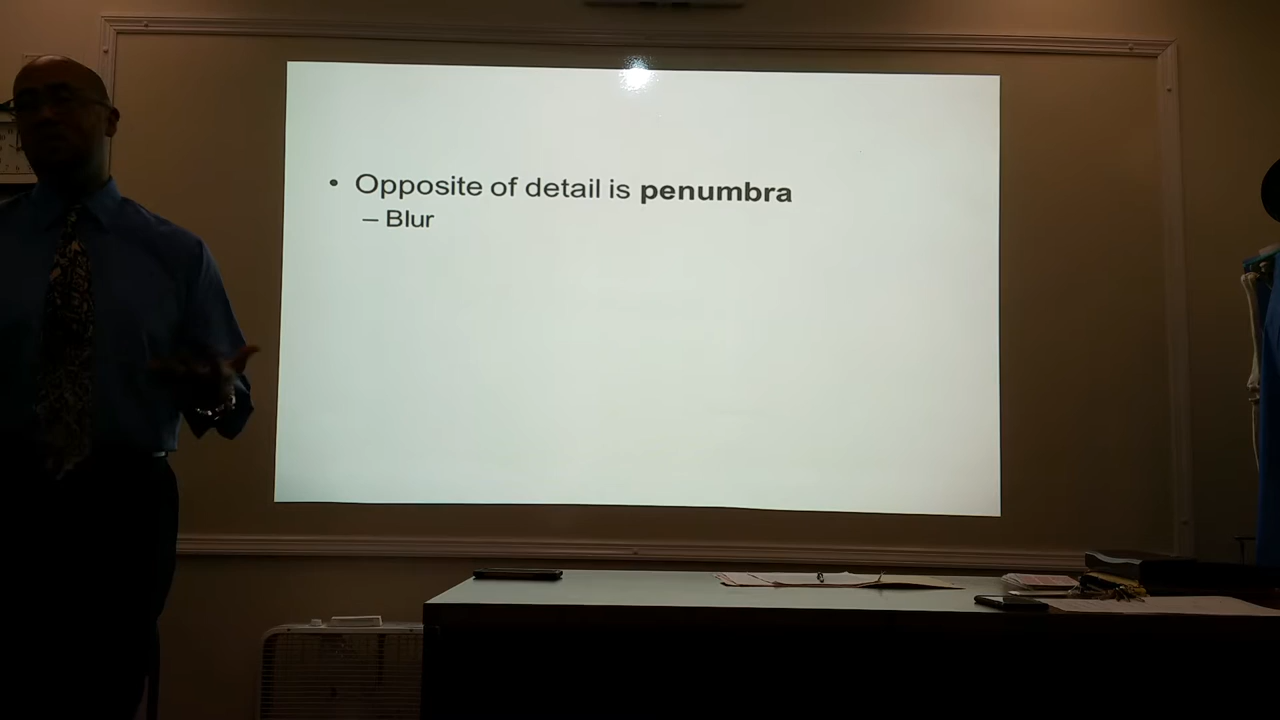 • Opposite of detail is penumbra
– Blur